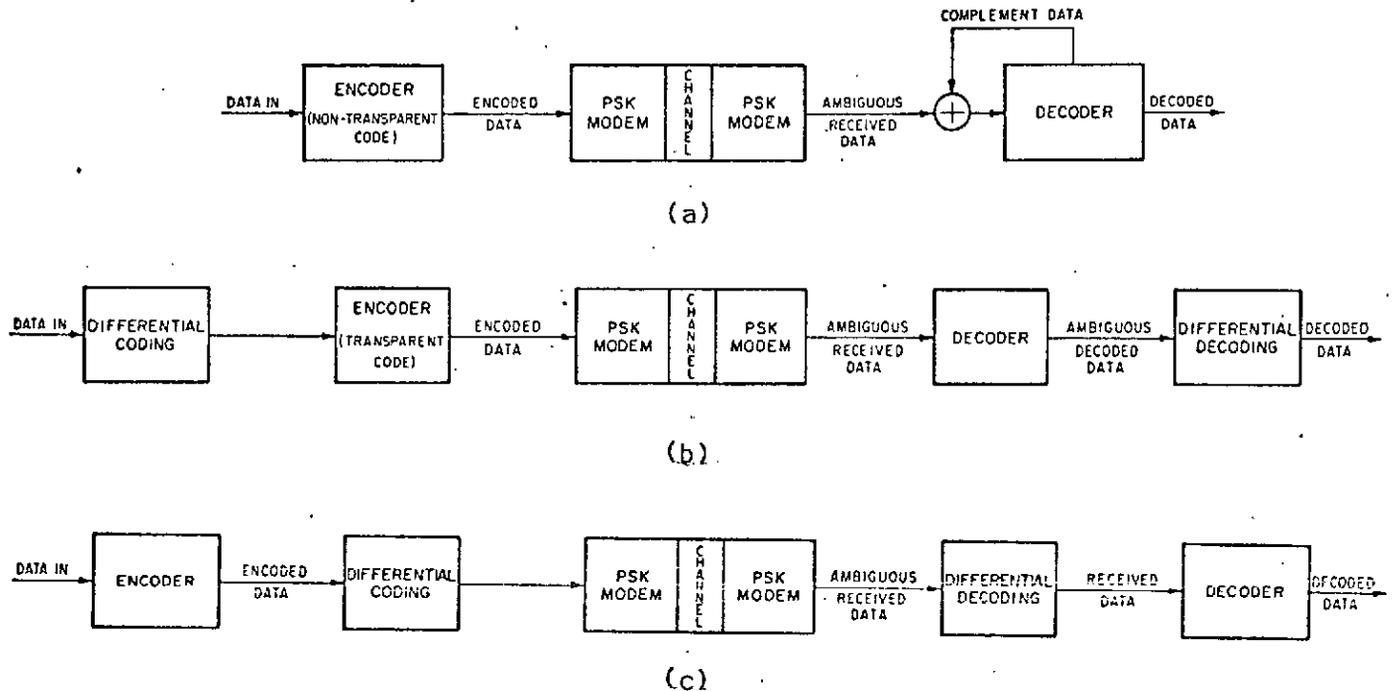 COMPLEMENT DATA
DATA IN
ENCODER
(NON-TRANSPARENT
CODE)
ENCODED
DATA
PSK
MODEM
CHANNEL
PSK
MODEM
AMBIGUOUS
RECEIVED
DATA
+
DECODER
DECODED
DATA
(a)
DATA IN
DIFFERENTIAL
CODING
ENCODER
(TRANSPARENT
CODE)
ENCODED
DATA
PSK
MODEM
CHANNEL
PSK
MODEM
AMBIGUOUS
RECEIVED
DATA
DECODER
AMBIGUOUS
DECODED
DATA
DIFFERENTIAL
DECODING
DECODED
DATA
(b)
DATA IN
ENCODER
ENCODED
DATA
DIFFERENTIAL
CODING
PSK
MODEM
CHANNEL
PSK
MODEM
AMBIGUOUS
RECEIVED
DATA
DIFFERENTIAL
DECODING
RECEIVED
DATA
DECODER
DECODED
DATA
(c)